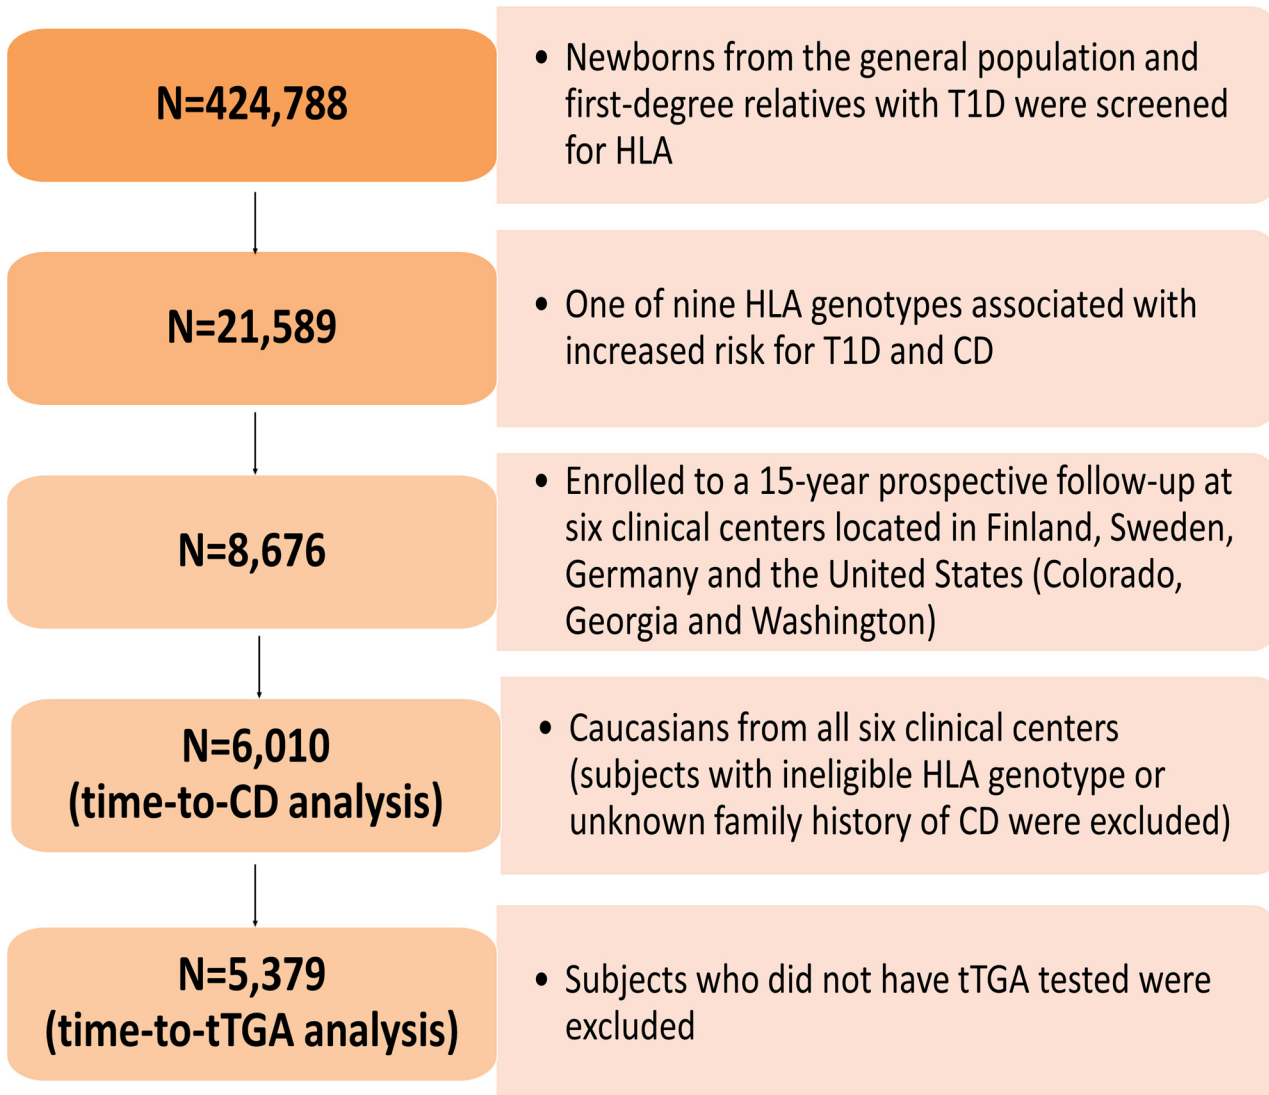 N=424,788
• Newborns from the general population and
first-degree relatives with T1D were screened
for HLA
N=21,589
• One of nine HLA genotypes associated with
increased risk for T1D and CD
N=8,676
• Enrolled to a 15-year prospective follow-up at
six clinical centers located in Finland, Sweden,
Germany and the United States (Colorado,
Georgia and Washington)
N=6,010
(time-to-CD analysis)
• Caucasians from all six clinical centers
(subjects with ineligible HLA genotype or
unknown family history of CD were excluded)
N=5,379
(time-to-tTGA analysis)
• Subjects who did not have tTGA tested were
excluded